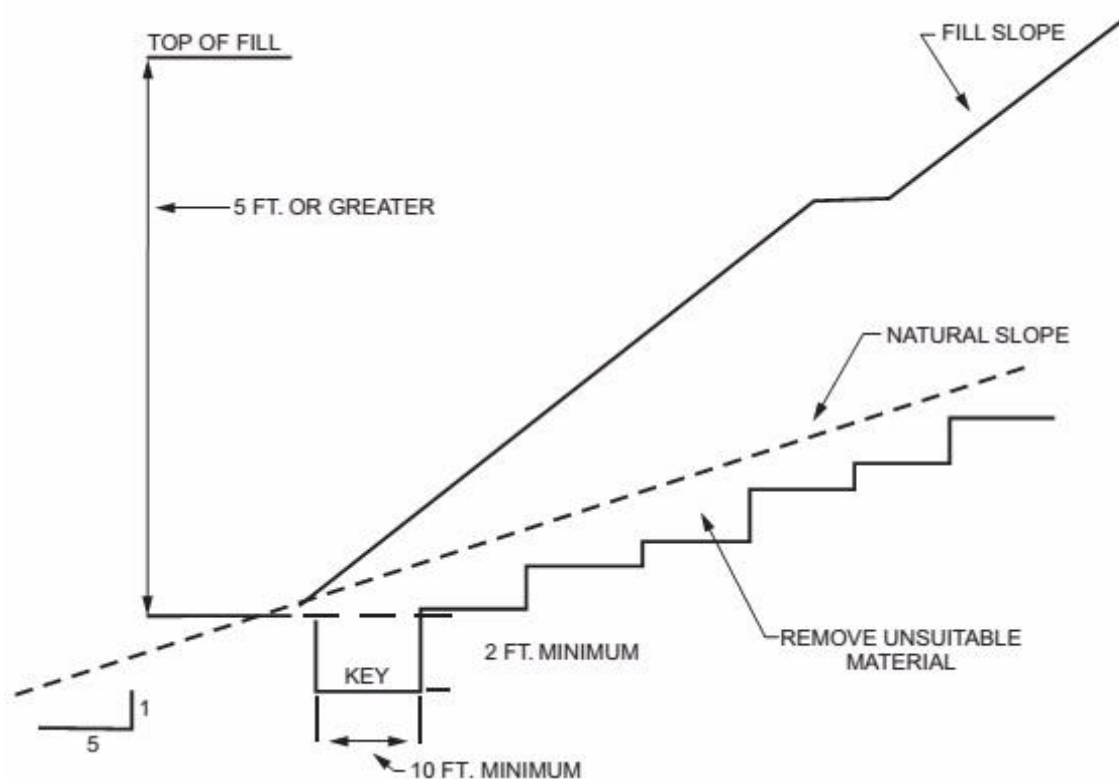 TOP OF FILL
FILL SLOPE
5 FT. OR GREATER
NATURAL SLOPE
2 FT. MINIMUM
REMOVE UNSUITABLE
MATERIAL
KEY
1
5
10 FT. MINIMUM